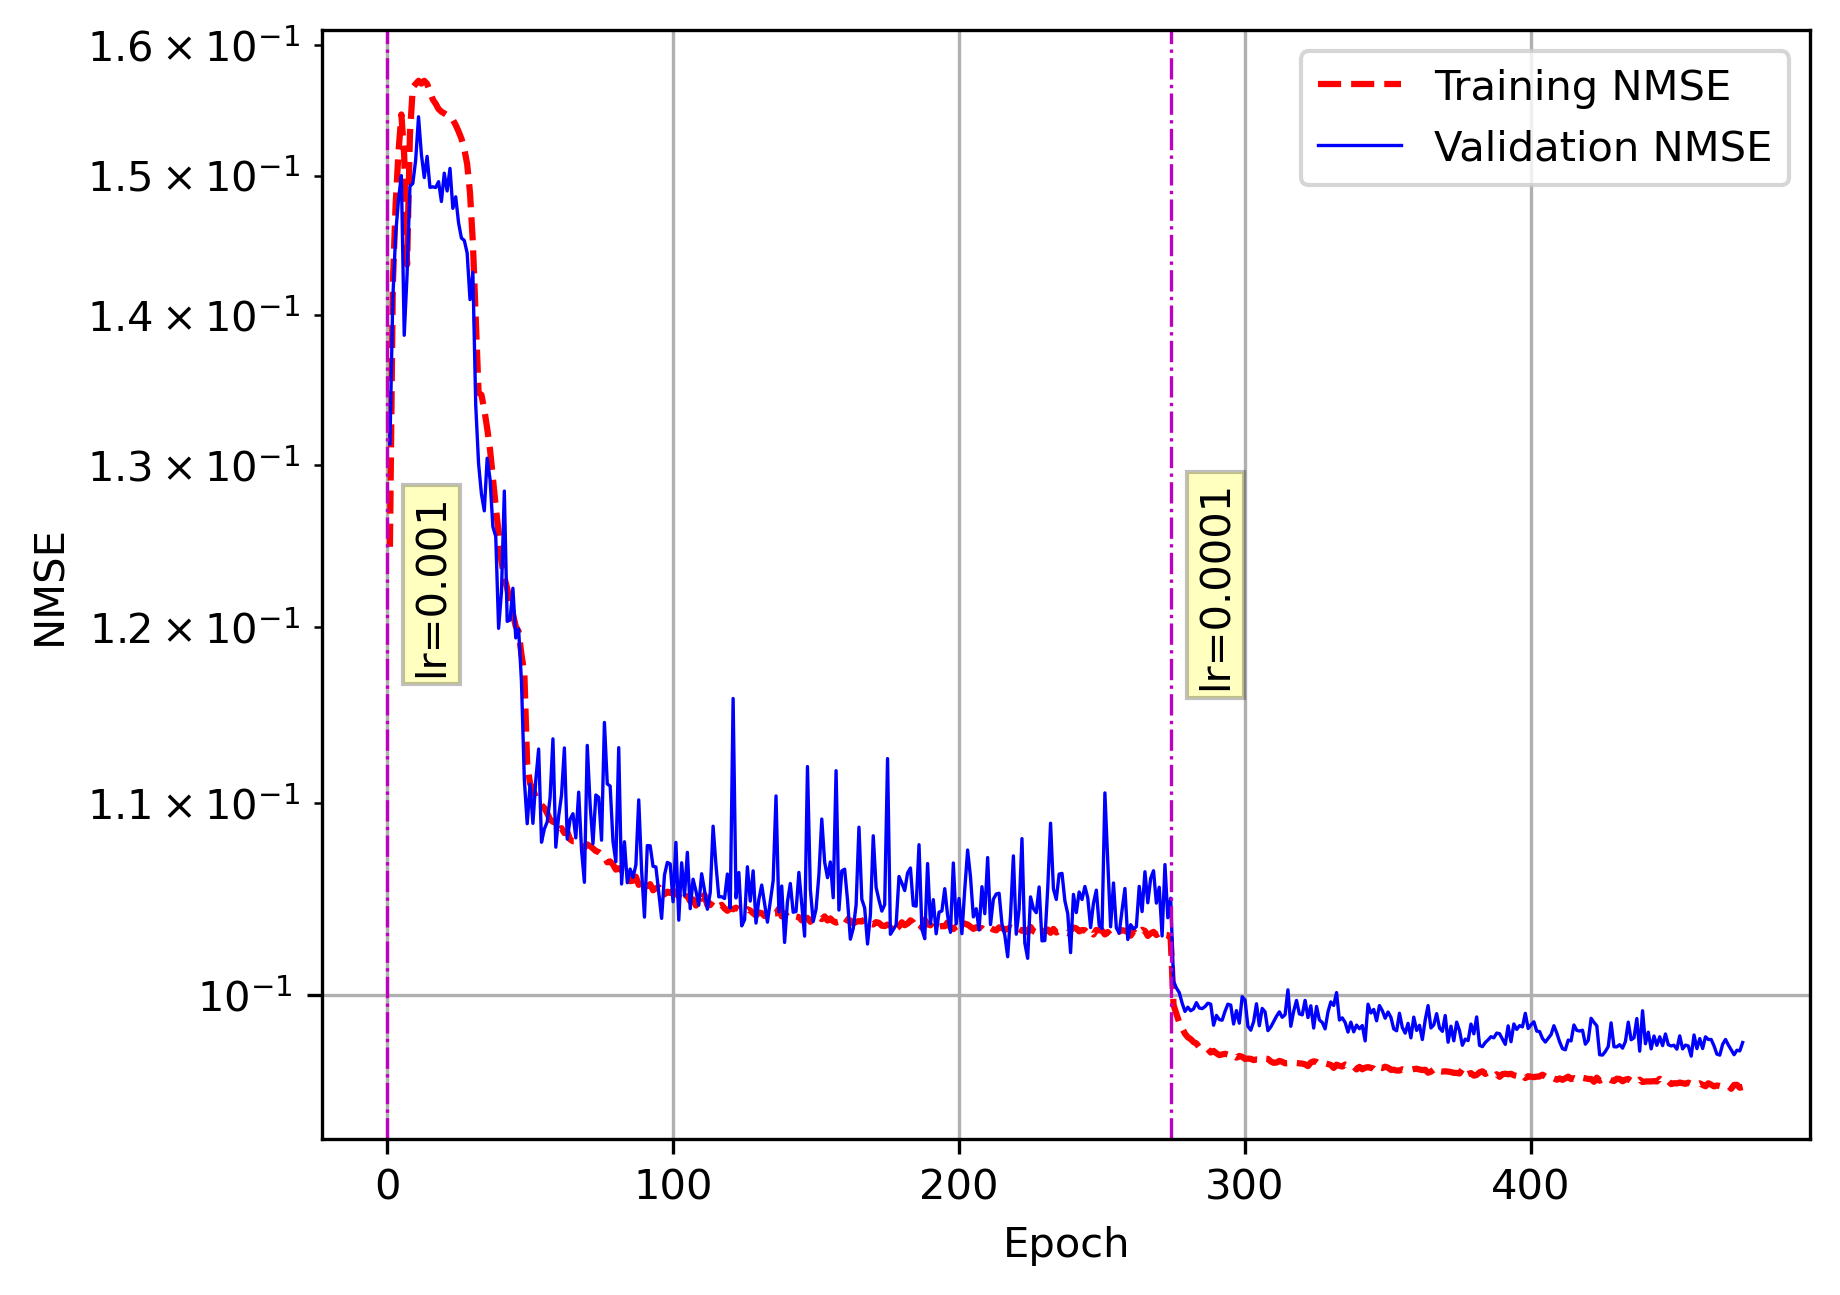 1.6 × 10⁻¹
1.5 × 10⁻¹
1.4 × 10⁻¹
1.3 × 10⁻¹
1.2 × 10⁻¹
1.1 × 10⁻¹
10⁻¹
NMSE
Training NMSE
Validation NMSE
lr=0.001
lr=0.0001
0 100 200 300 400
Epoch